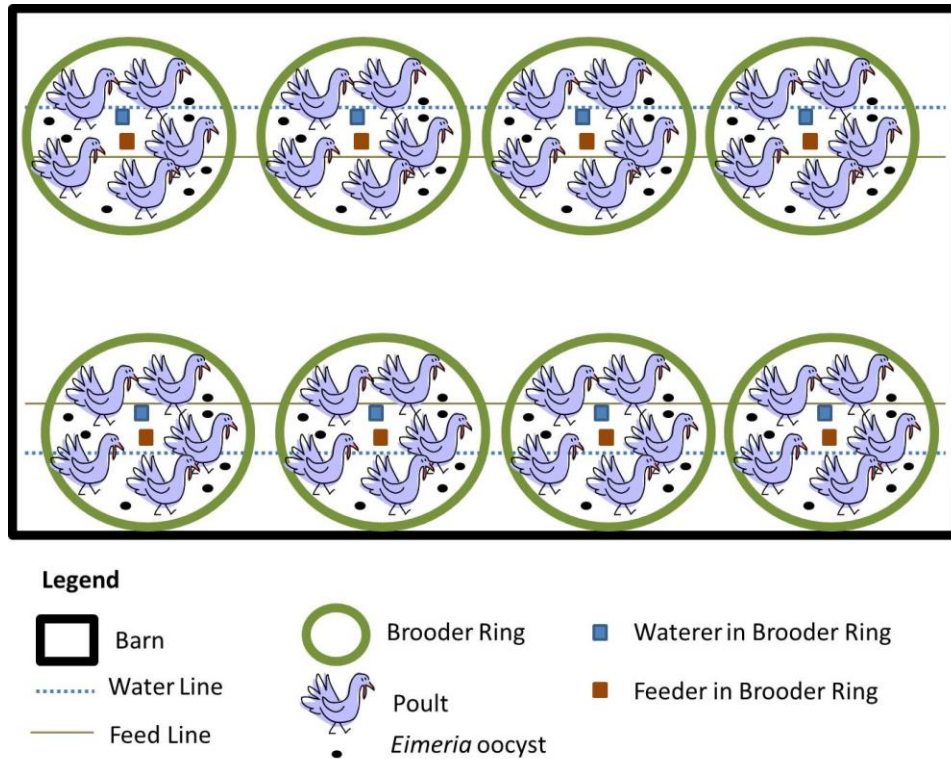 Legend
Barn
Brooder Ring
Waterer in Brooder Ring
Water Line
Poult
Feeder in Brooder Ring
Feed Line
Eimeria oocyst